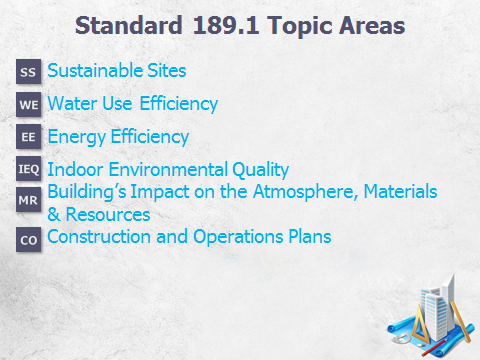 Standard 189.1 Topic Areas
SS Sustainable Sites
WE Water Use Efficiency
EE Energy Efficiency
IEQ Indoor Environmental Quality
MR Building's Impact on the Atmosphere, Materials
& Resources
CO Construction and Operations Plans